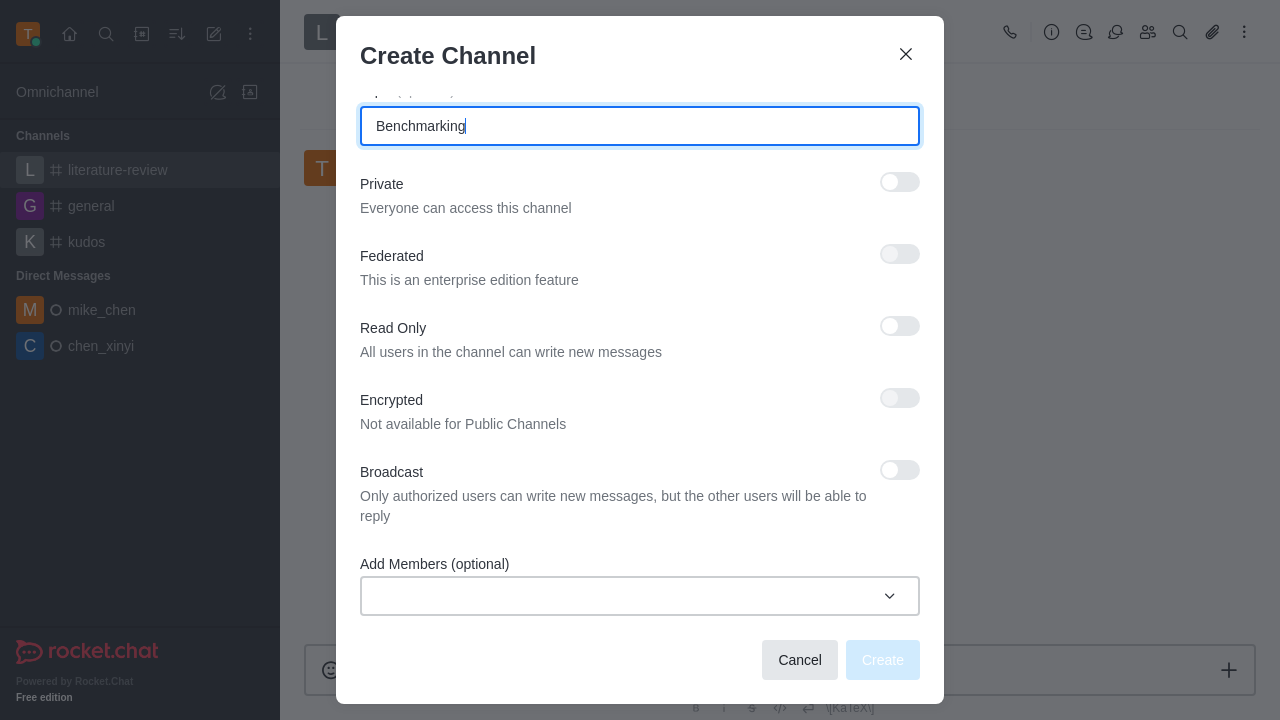 T
Omnichannel
Channels
L literature-review
G general
K kudos
Direct Messages
M mike_chen
C chen_xinyi
rocket.chat
Powered by Rocket.Chat
Free edition
L
T
Create Channel
Benchmarking
Private
Everyone can access this channel
Federated
This is an enterprise edition feature
Read Only
All users in the channel can write new messages
Encrypted
Not available for Public Channels
Broadcast
Only authorized users can write new messages, but the other users will be able to
reply
Add Members (optional)
Cancel
Create
\[KaTeX\]